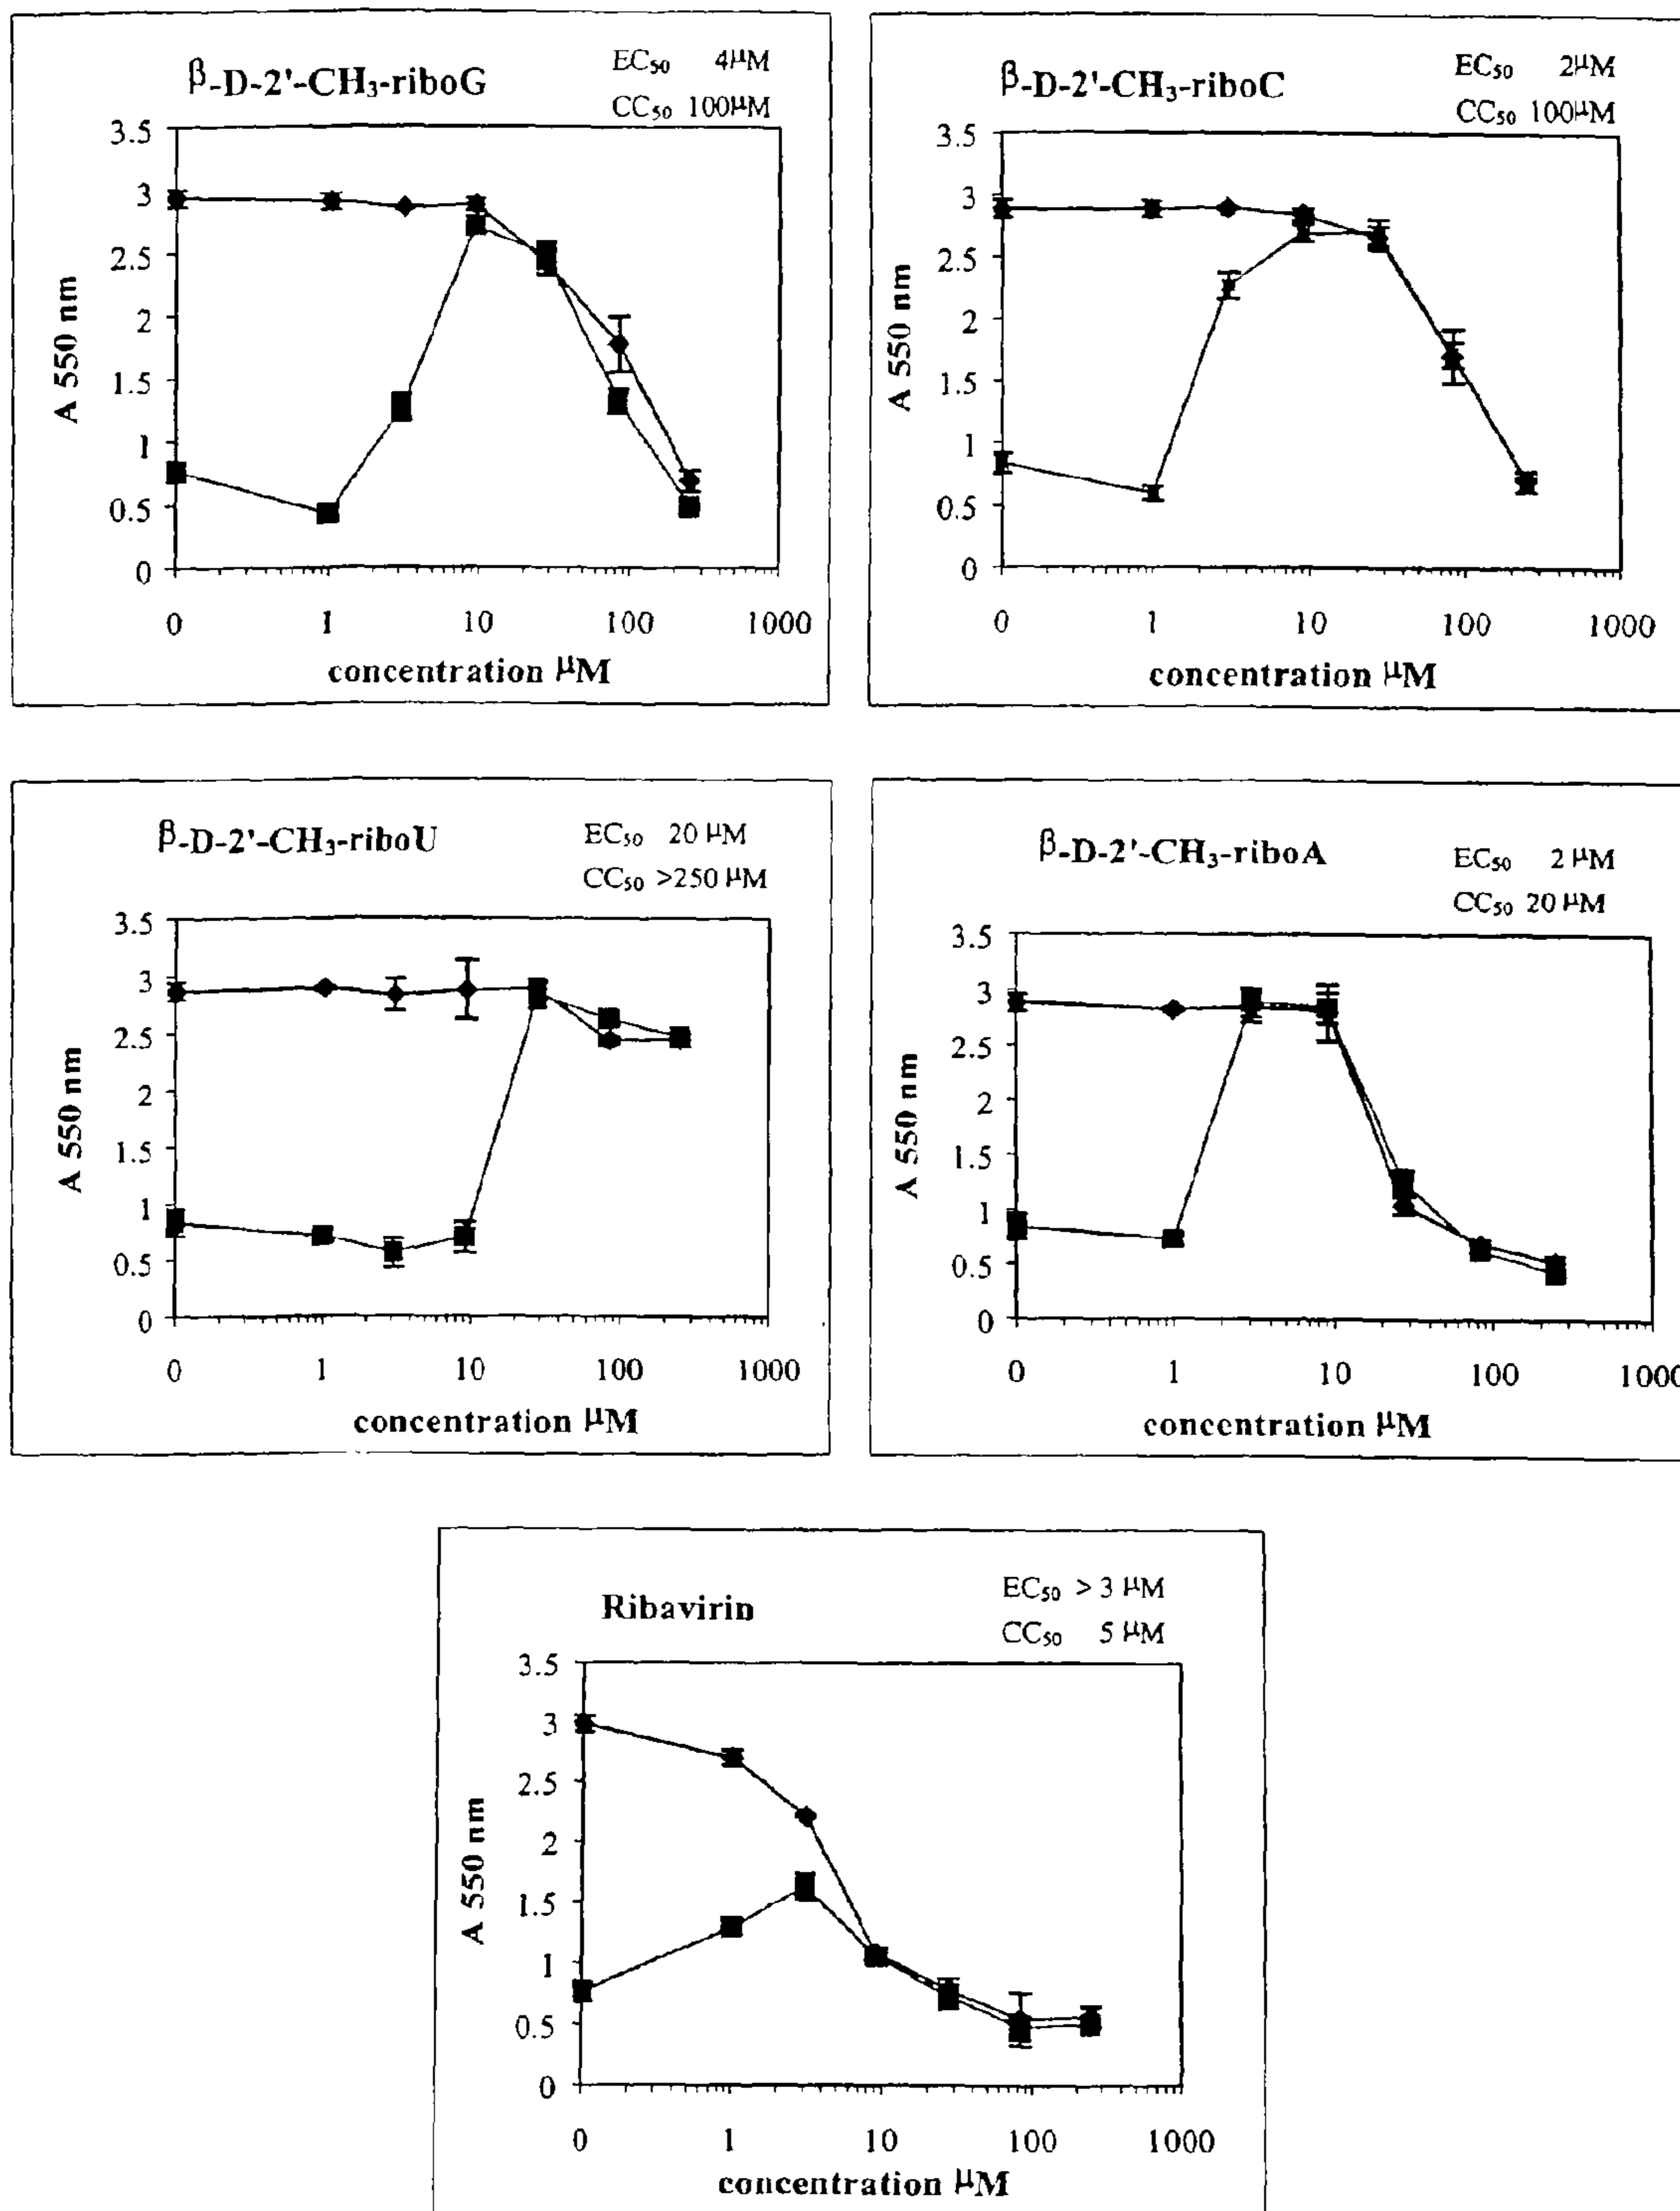 β-D-2'-CH₃-riboG
EC₅₀ 4µM
CC₅₀ 100µM
3.5
3
2.5
2
1.5
1
0.5
0
A 550 nm
0 1 10 100 1000
concentration µM
β-D-2'-CH₃-riboC
EC₅₀ 2µM
CC₅₀ 100µM
3.5
3
2.5
2
1.5
1
0.5
0
A 550 nm
0 1 10 100 1000
concentration µM
β-D-2'-CH₃-riboU
EC₅₀ 20 µM
CC₅₀ >250 µM
3.5
3
2.5
2
1.5
1
0.5
0
A 550 nm
0 1 10 100 1000
concentration µM
β-D-2'-CH₃-riboA
EC₅₀ 2 µM
CC₅₀ 20 µM
3.5
3
2.5
2
1.5
1
0.5
0
A 550 nm
0 1 10 100 1000
concentration µM
Ribavirin
EC₅₀ > 3 µM
CC₅₀ 5 µM
3.5
3
2.5
2
1.5
1
0.5
0
A 550 nm
0 1 10 100 1000
concentration µM